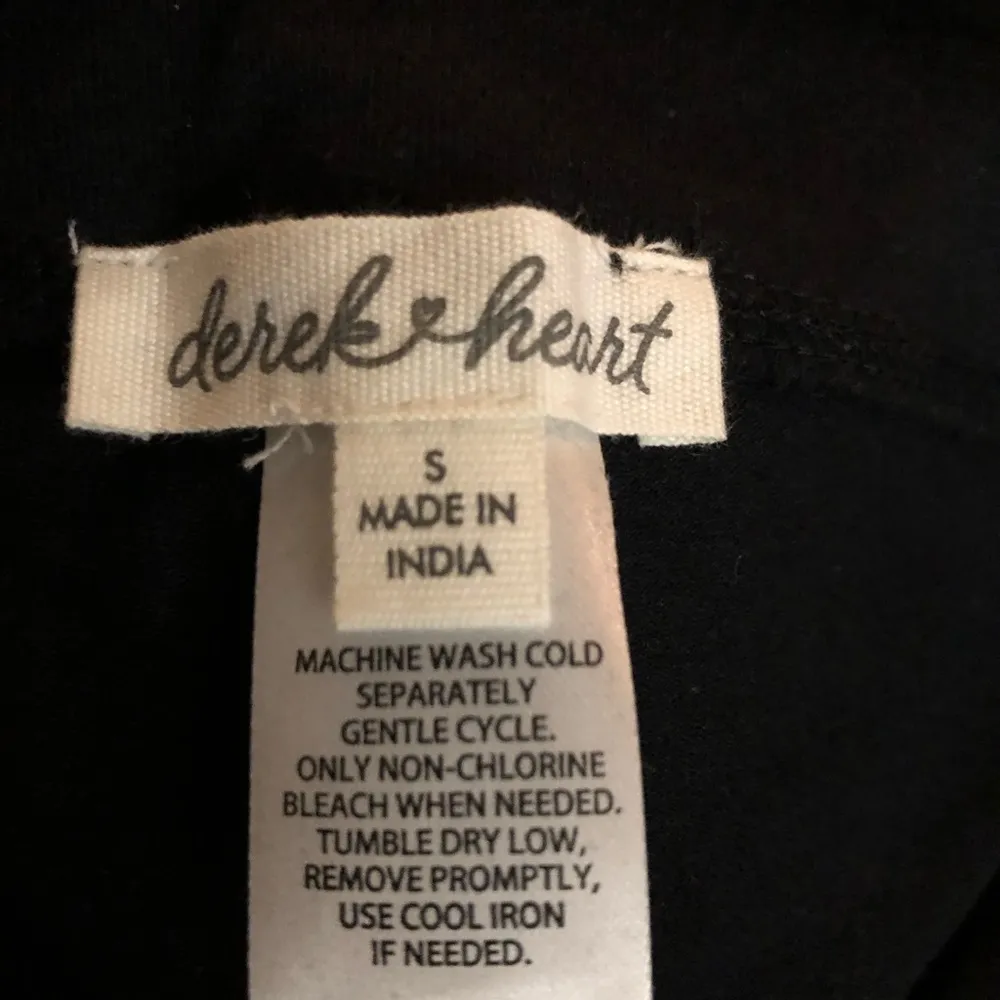 derek heart
S
MADE IN
INDIA
MACHINE WASH COLD
SEPARATELY
GENTLE CYCLE.
ONLY NON-CHLORINE
BLEACH WHEN NEEDED.
TUMBLE DRY LOW,
REMOVE PROMPTLY,
USE COOL IRON
IF NEEDED.